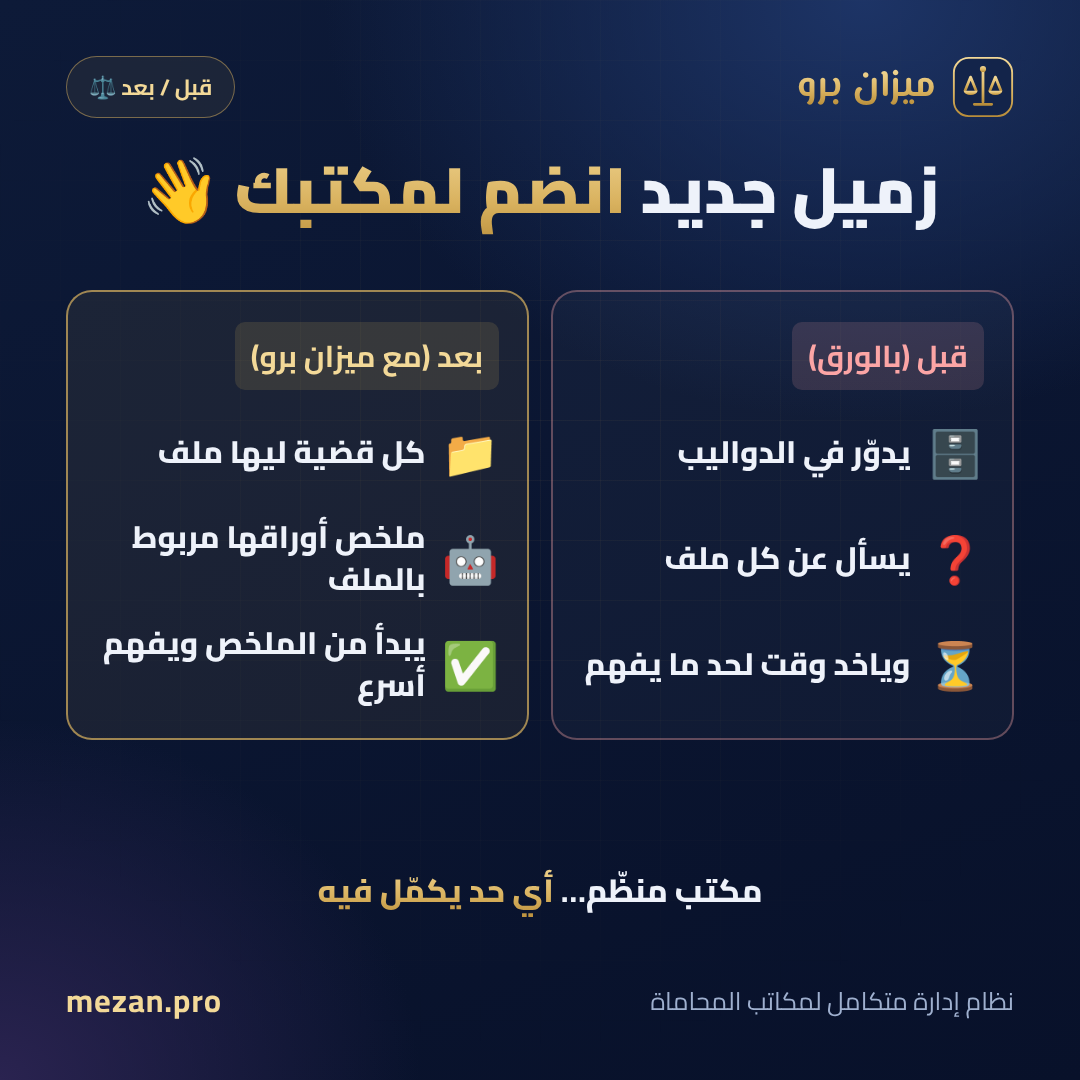 ميزان برو
قبل / بعد ⚖️
زميل جديد انضم لمكتبك 👋
قبل (بالورق)
🗄️ يدوّر في الدواليب
❓ يسأل عن كل ملف
⏳ وياخد وقت لحد ما يفهم
بعد (مع ميزان برو)
📁 كل قضية ليها ملف
🤖 ملخص أوراقها مربوط
بالملف
✅ يبدأ من الملخص ويفهم
أسرع
مكتب منظّم... أي حد يكمّل فيه
نظام إدارة متكامل لمكاتب المحاماة
mezan.pro